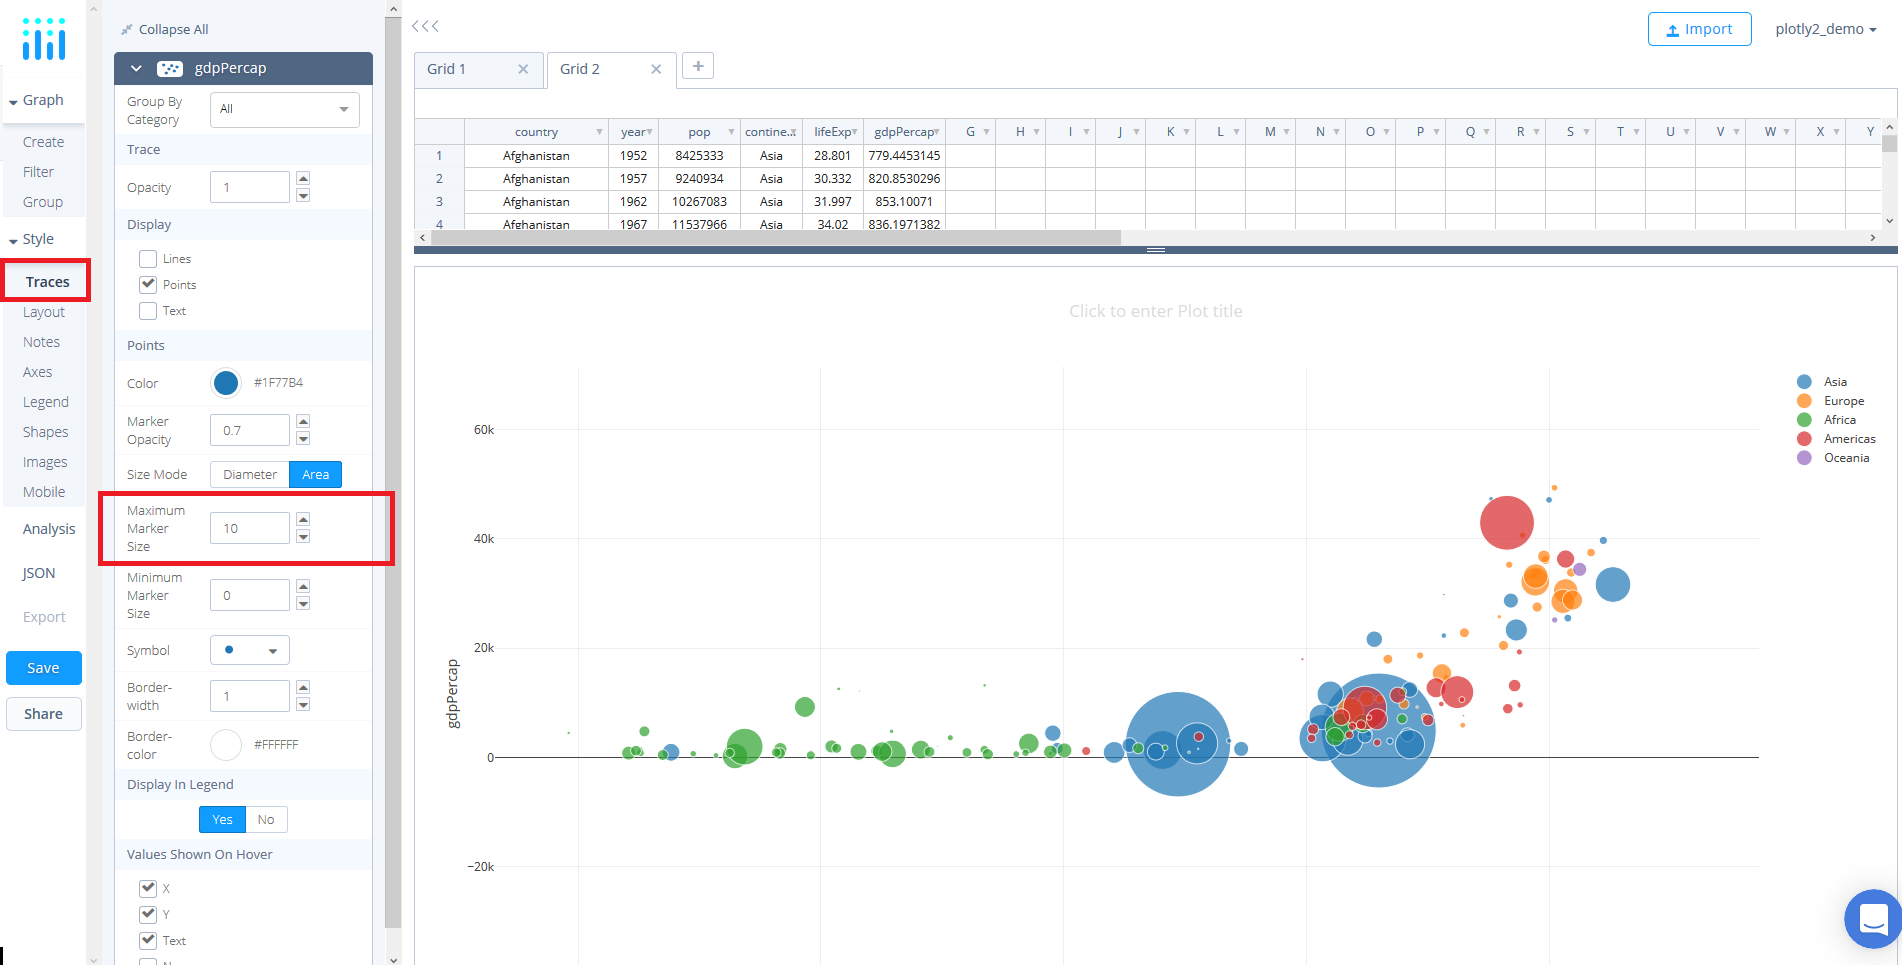 Collapse All
Import
plotly2_demo
gdpPercap
Grid 1
Grid 2
Graph
Create
Filter
Group
Style
Traces
Layout
Notes
Axes
Legend
Shapes
Images
Mobile
Analysis
JSON
Export
Save
Share
Group By
Category
All
Trace
Opacity
1
Display
Lines
Points
Text
Points
Color
#1F77B4
Marker
Opacity
0.7
Size Mode
Diameter
Area
Maximum
Marker
Size
10
Minimum
Marker
Size
0
Symbol
Border-
width
1
Border-
color
#FFFFFF
Display In Legend
Yes
No
Values Shown On Hover
X
Y
Text
country year pop contine... lifeExp gdpPercap G H I J K L M N O P Q R S T U V W X Y
1 Afghanistan 1952 8425333 Asia 28.801 779.4453145
2 Afghanistan 1957 9240934 Asia 30.332 820.8530296
3 Afghanistan 1962 10267083 Asia 31.997 853.10071
4 Afghanistan 1967 11537966 Asia 34.02 836.1971382
Click to enter Plot title
60k
40k
20k
0
−20k
gdpPercap
Asia
Europe
Africa
Americas
Oceania